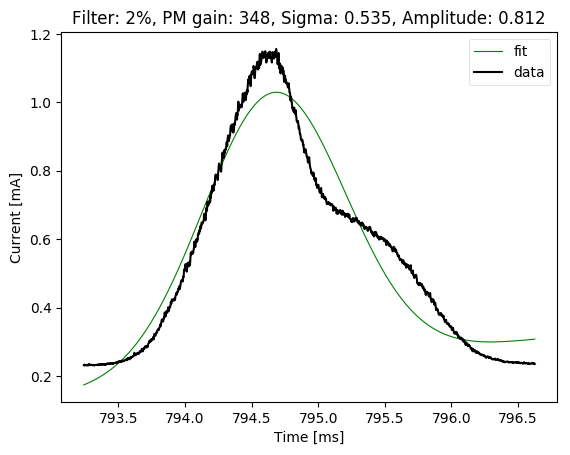 Filter: 2%, PM gain: 348, Sigma: 0.535, Amplitude: 0.812
fit
data
1.2
1.0
0.8
0.6
0.4
0.2
Current [mA]
793.5 794.0 794.5 795.0 795.5 796.0 796.5
Time [ms]